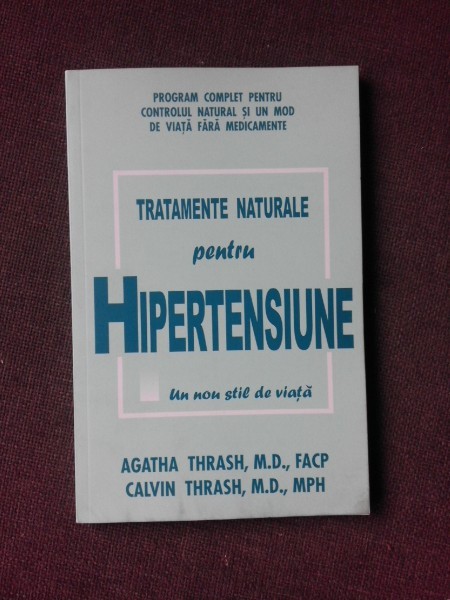 PROGRAM COMPLET PENTRU
CONTROLUL NATURAL ȘI UN MOD
DE VIAȚĂ FĂRĂ MEDICAMENTE
TRATAMENTE NATURALE
pentru
HIPERTENSIUNE
Un nou stil de viață
AGATHA THRASH, M.D., FACP
CALVIN THRASH, M.D., MPH